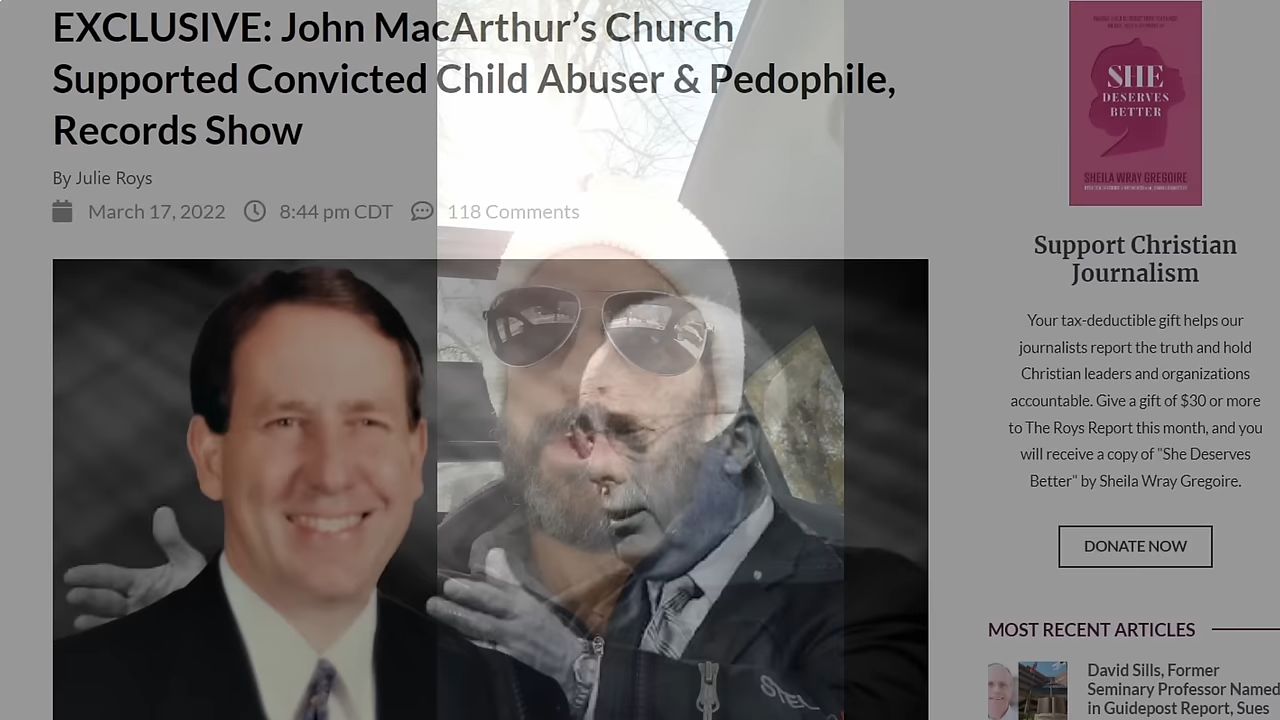 EXCLUSIVE: John MacArthur's Church
Supported Convicted Child Abuser & Pedophile,
Records Show
By Julie Roys
March 17, 2022 8:44 pm CDT 118 Comments
SHE
DESERVES
BETTER
SHEILA WRAY GREGOIRE
Support Christian
Journalism
Your tax-deductible gift helps our
journalists report the truth and hold
Christian leaders and organizations
accountable. Give a gift of $30 or more
to The Roys Report this month, and you
will receive a copy of "She Deserves
Better" by Sheila Wray Gregoire.
DONATE NOW
MOST RECENT ARTICLES
David Sills, Former
Seminary Professor Named
in Guidepost Report, Sues